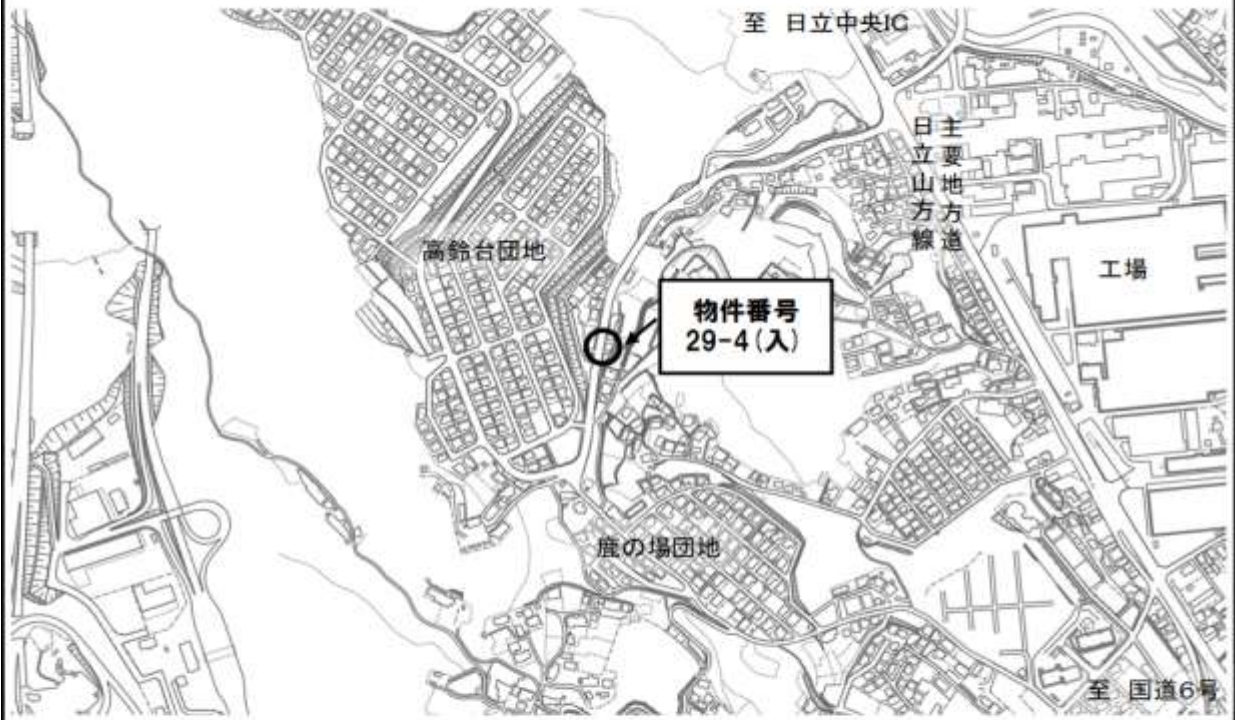 至 日立中央IC
主要地方道
日立山方線
高鈴台団地
工場
物件番号
29-4(入)
鹿の場団地
至 国道6号